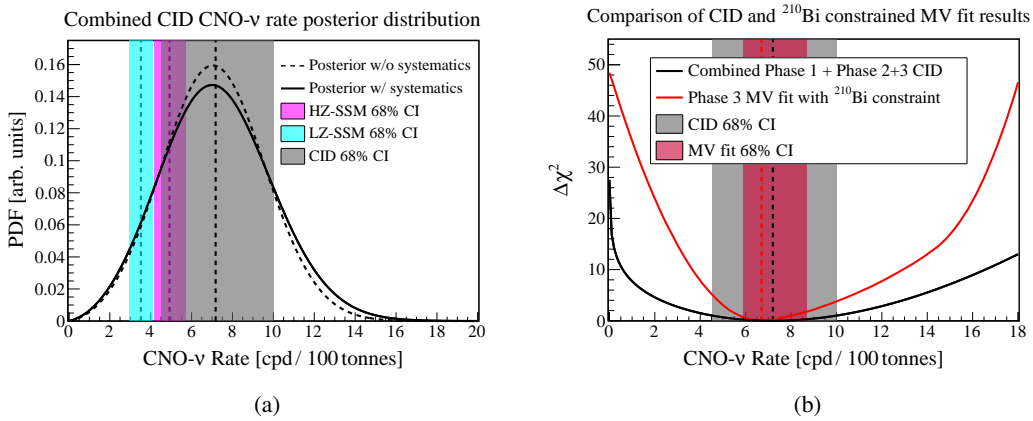 Combined CID CNO-ν rate posterior distribution
PDF [arb. units]
0.16
0.14
0.12
0.1
0.08
0.06
0.04
0.02
0
Posterior w/o systematics
Posterior w/ systematics
HZ-SSM 68% CI
LZ-SSM 68% CI
CID 68% CI
0 2 4 6 8 10 12 14 16 18 20
CNO-ν Rate [cpd / 100 tonnes]
(a)
Comparison of CID and ²¹⁰Bi constrained MV fit results
Δχ²
50
40
30
20
10
0
Combined Phase 1 + Phase 2+3 CID
Phase 3 MV fit with ²¹⁰Bi constraint
CID 68% CI
MV fit 68% CI
0 2 4 6 8 10 12 14 16 18
CNO-ν Rate [cpd / 100 tonnes]
(b)